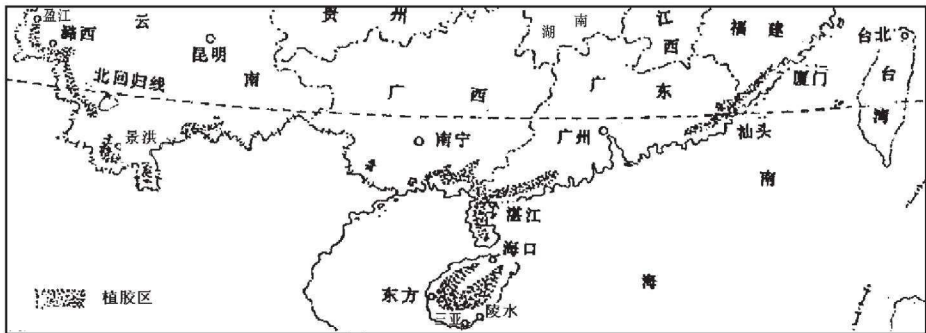 盈江
潞西
云
南
昆明
贵州
湖南
江西
福建
台北
台湾
北回归线
广西
广东
厦门
汕头
景洪
南宁
广州
南
海
湛江
海口
东方
三亚
陵水
植胶区